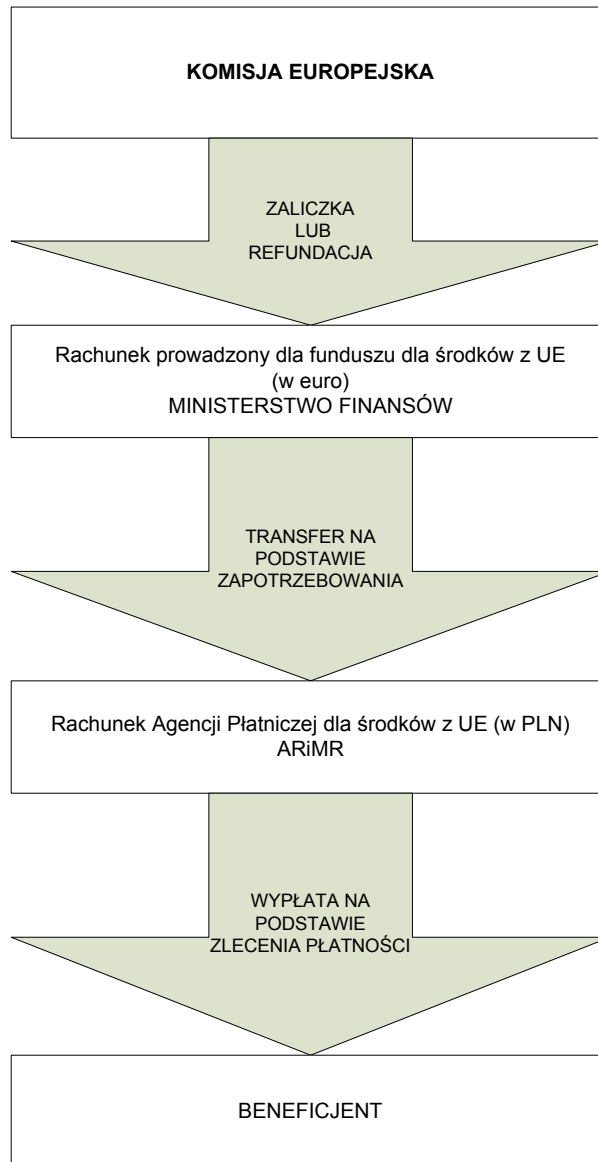 KOMISJA EUROPEJSKA
ZALICZKA
LUB
REFUNDACJA
Rachunek prowadzony dla funduszu dla środków z UE
(w euro)
MINISTERSTWO FINANSÓW
TRANSFER NA
PODSTAWIE
ZAPOTRZEBOWANIA
Rachunek Agencji Płatniczej dla środków z UE (w PLN)
ARiMR
WYPŁATA NA
PODSTAWIE
ZLECENIA PŁATNOŚCI
BENEFICJENT